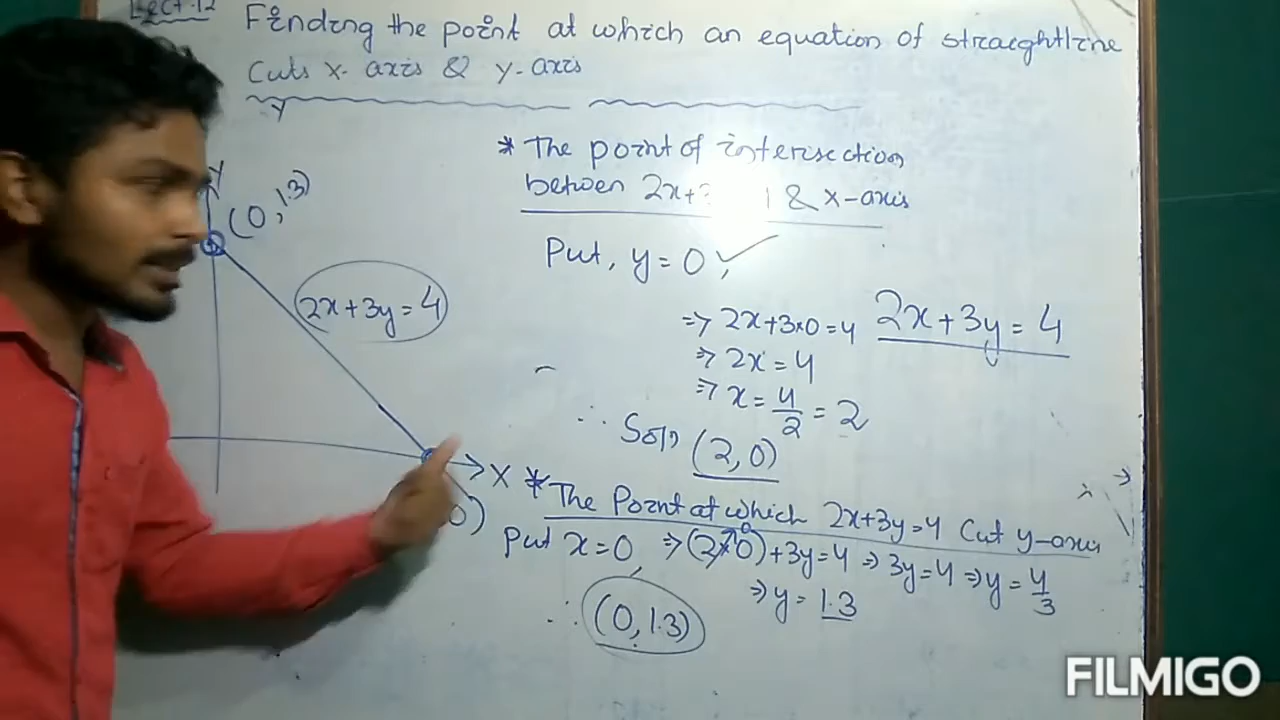 Lect.12
Finding the point at which an equation of straightline
Cuts x-axis & y-axis
Y
* The point of intersection
betwen 2x+ & x-axis
Y
(0, 1.3)
Put, y=0 ✓
2x+3y=4
=> 2x+3×0=4 2x+3y=4
=> 2x=4
=> x=4/2=2
∴ Soln (2,0)
X
0)
* The Point at which 2x+3y=4 Cut y-axis
Put x=0 => (2×0)+3y=4 => 3y=4 => y=4/3
0
=> y=1.3
∴ (0, 1.3)
FILMIGO